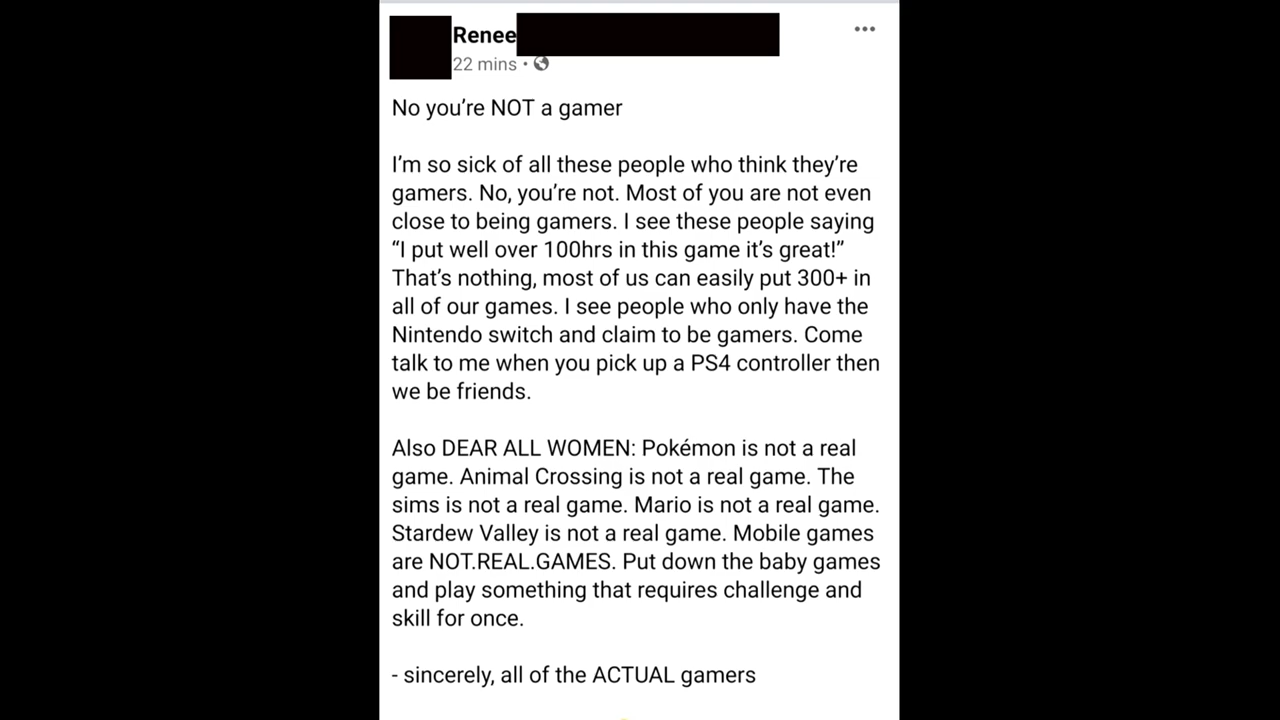 Renee
22 mins •
No you’re NOT a gamer
I’m so sick of all these people who think they’re
gamers. No, you’re not. Most of you are not even
close to being gamers. I see these people saying
“I put well over 100hrs in this game it’s great!”
That’s nothing, most of us can easily put 300+ in
all of our games. I see people who only have the
Nintendo switch and claim to be gamers. Come
talk to me when you pick up a PS4 controller then
we be friends.
Also DEAR ALL WOMEN: Pokémon is not a real
game. Animal Crossing is not a real game. The
sims is not a real game. Mario is not a real game.
Stardew Valley is not a real game. Mobile games
are NOT.REAL.GAMES. Put down the baby games
and play something that requires challenge and
skill for once.
- sincerely, all of the ACTUAL gamers